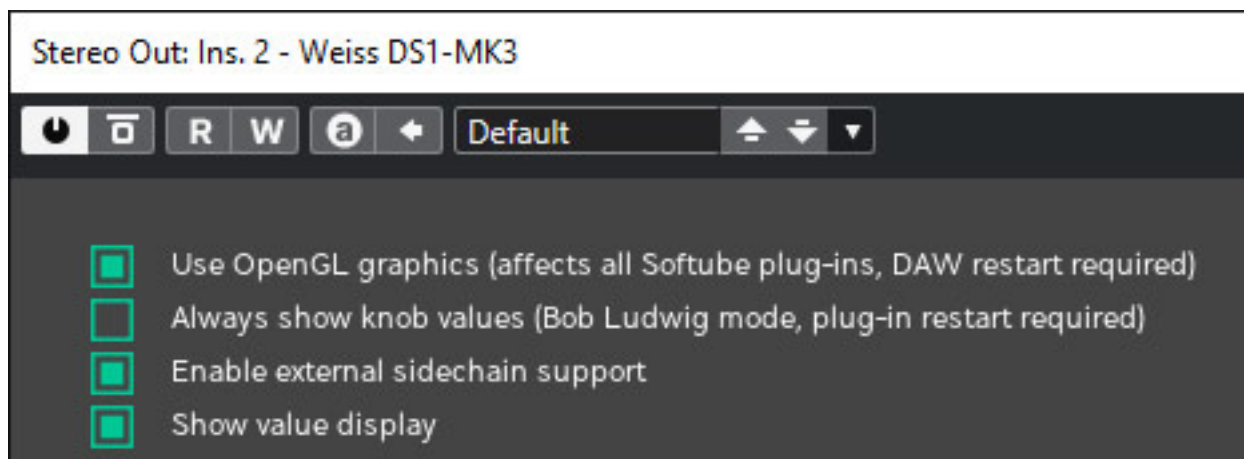 Stereo Out: Ins. 2 - Weiss DS1-MK3
R W a Default
Use OpenGL graphics (affects all Softube plug-ins, DAW restart required)
Always show knob values (Bob Ludwig mode, plug-in restart required)
Enable external sidechain support
Show value display